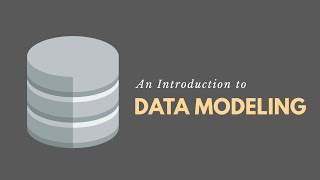 An Introduction to
DATA MODELING